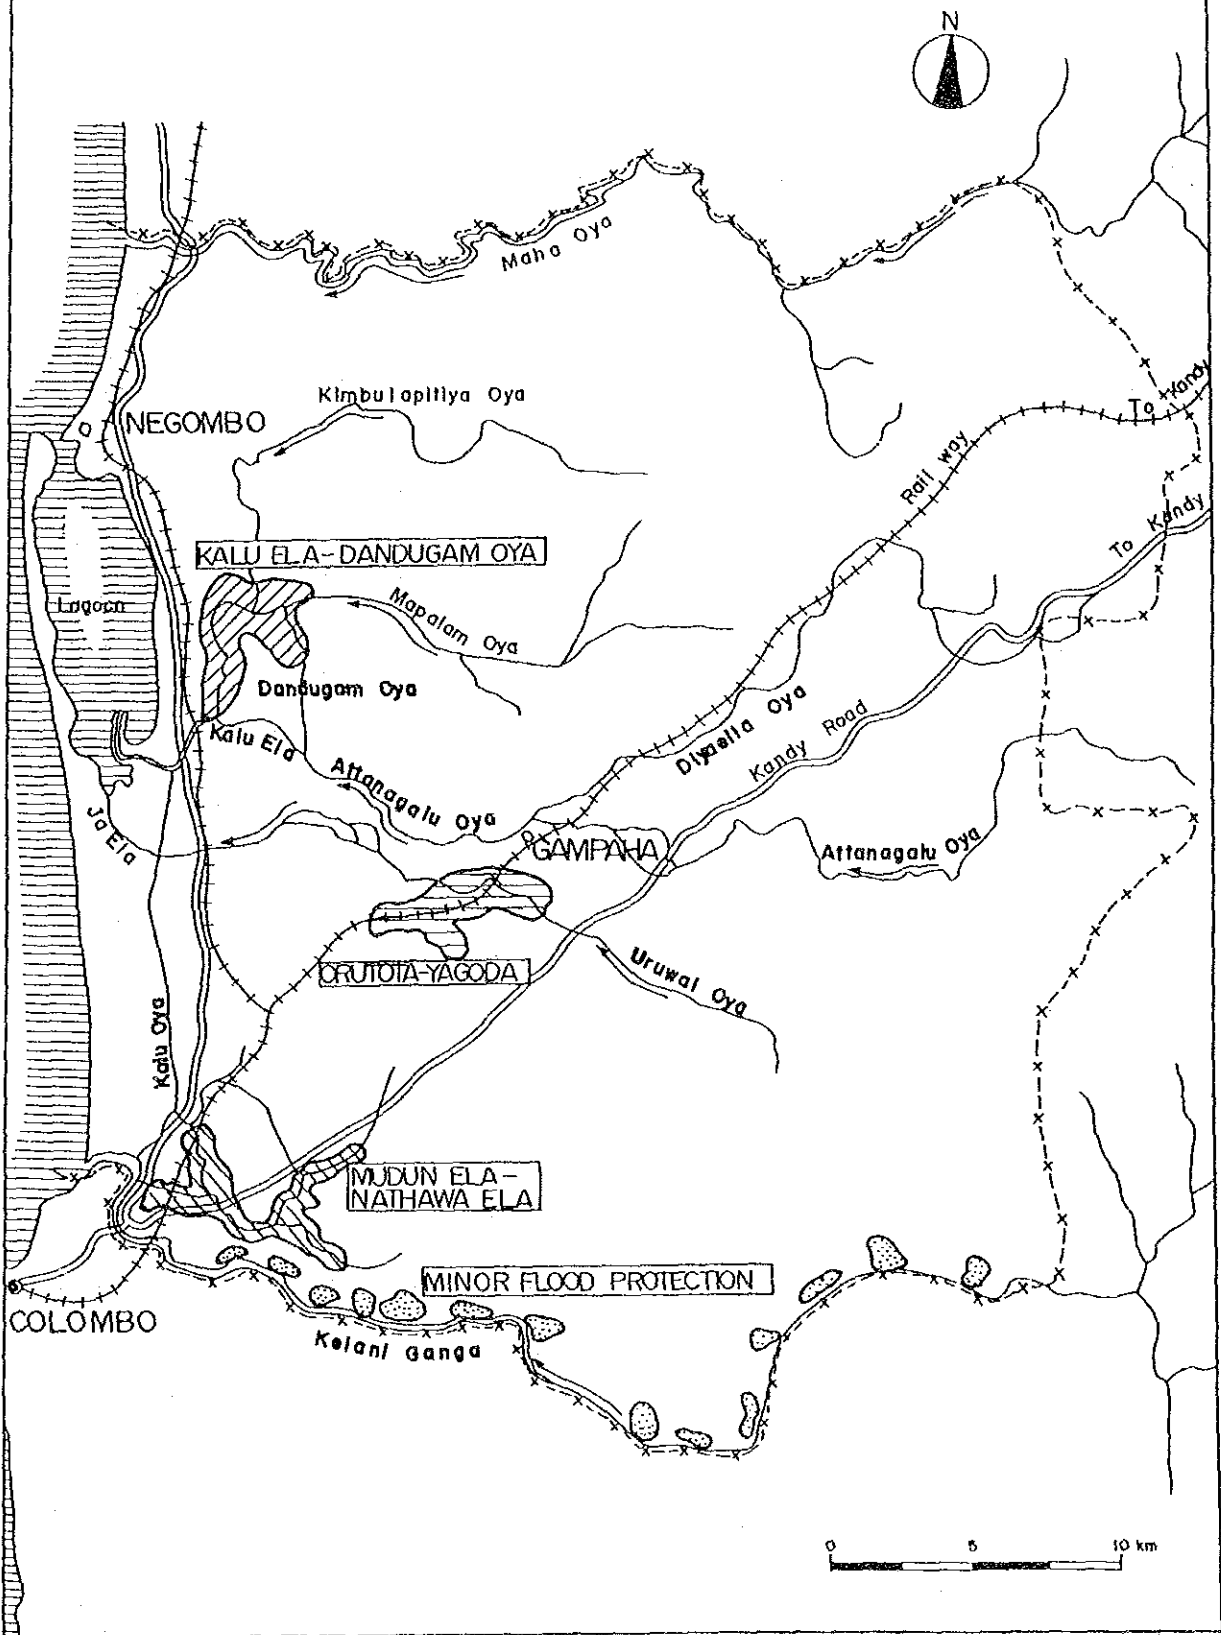 N
Maha Oya
Kimbulapitiya Oya
NEGOMBO
To Kandy
Rail way
To Kandy
KALU ELA-DANDUGAM OYA
Lagoon
Mapalam Oya
Dandugam Oya
Kalu Ela
Diyaella Oya
Kandy Road
Attanagalu Oya
Ja Ela
GAMPAHA
Attanagalu Oya
ORUTOTA-YAGODA
Uruwal Oya
Kalu Oya
MUDUN ELA-
NATHAWA ELA
MINOR FLOOD PROTECTION
COLOMBO
Kelani Ganga
0 5 10 km